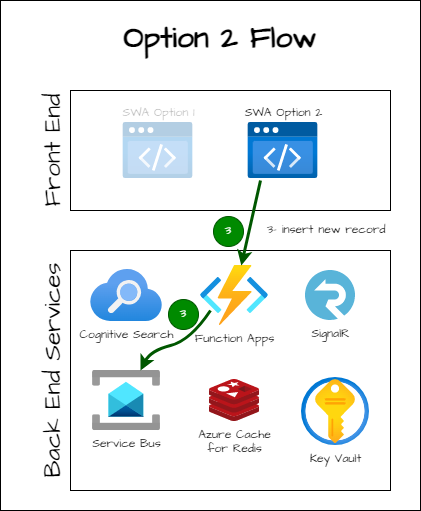 Option 2 Flow
Front End
SWA Option 1
SWA Option 2
</>
</>
3
3- insert new record
Back End Services
Cognitive Search
3
Function Apps
SignalR
Service Bus
Azure Cache
for Redis
Key Vault